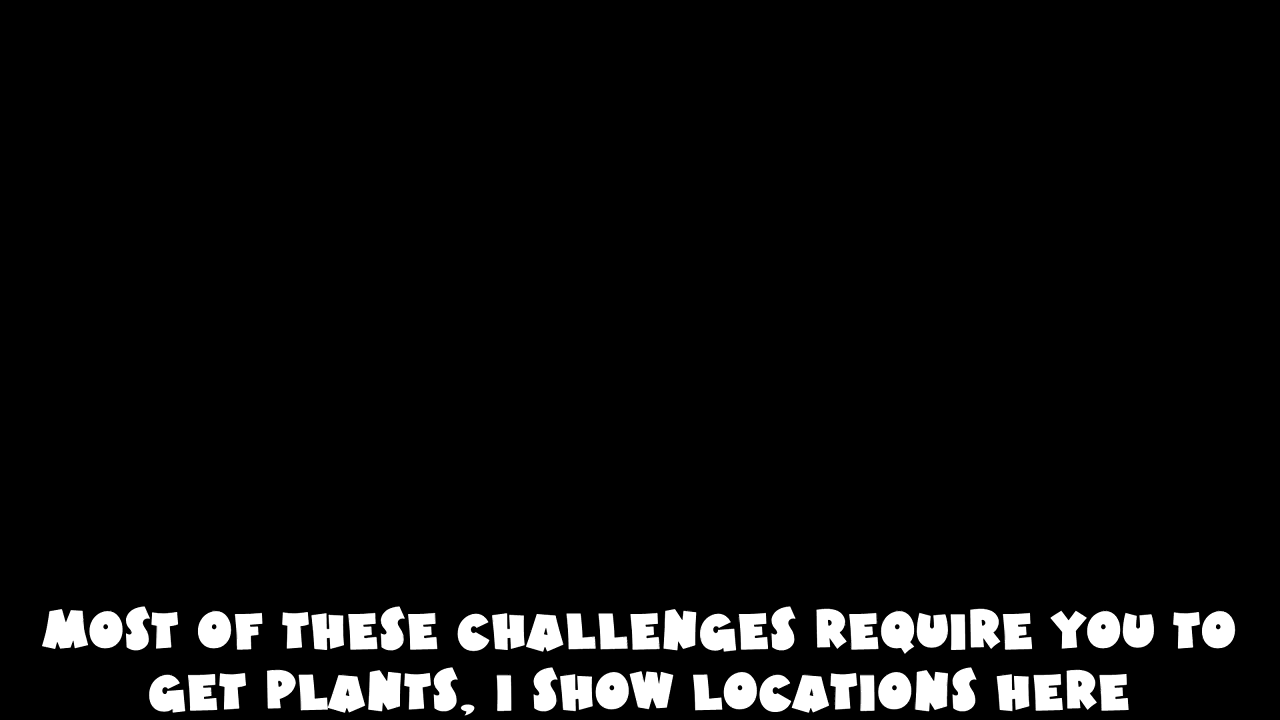 MOST OF THESE CHALLENGES REQUIRE YOU TO
GET PLANTS, I SHOW LOCATIONS HERE